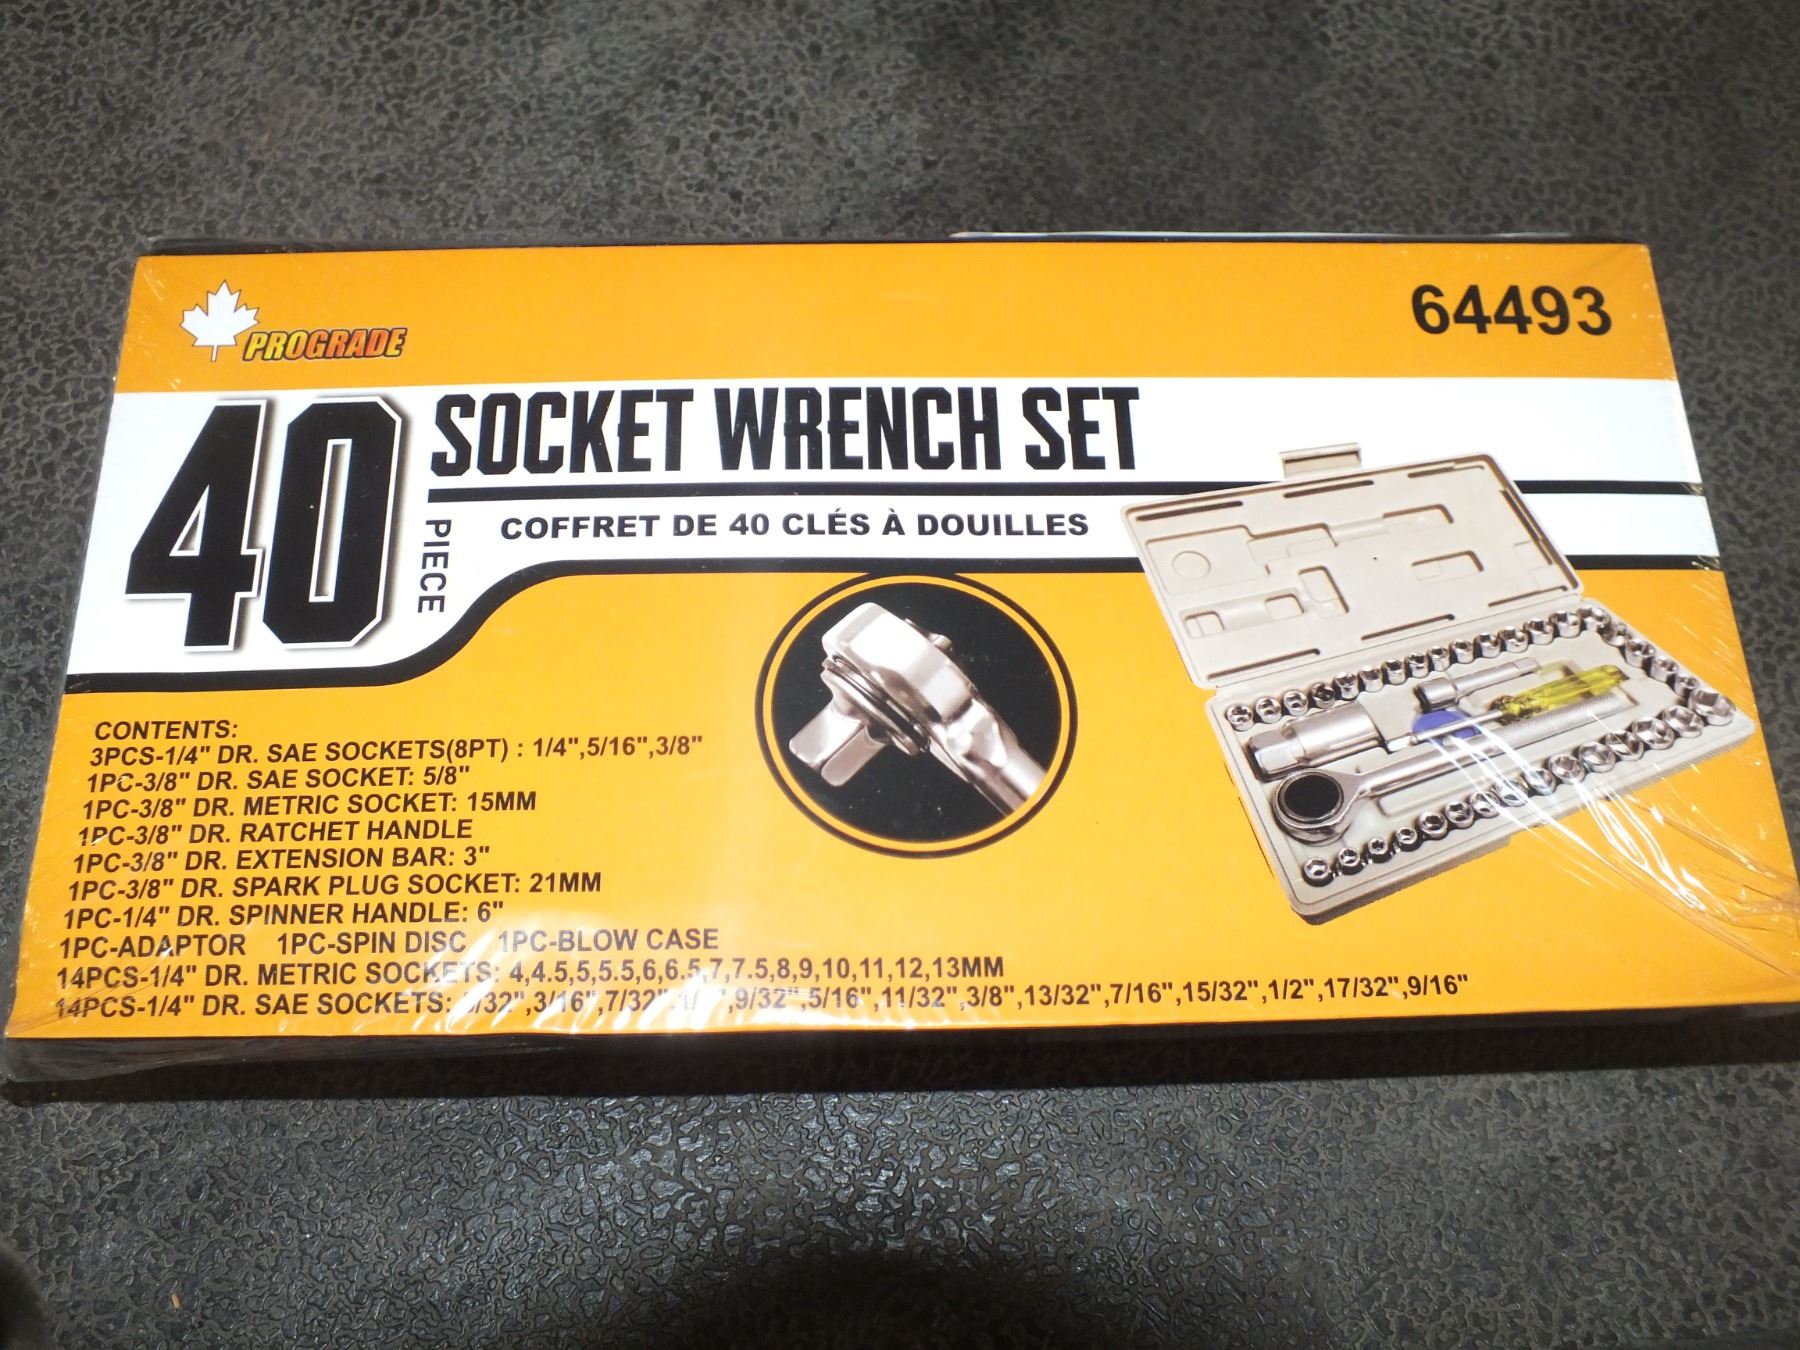 PROGRADE
64493
40
PIECE
SOCKET WRENCH SET
COFFRET DE 40 CLÉS À DOUILLES
CONTENTS:
3PCS-1/4" DR. SAE SOCKETS(8PT) : 1/4",5/16",3/8"
1PC-3/8" DR. SAE SOCKET: 5/8"
1PC-3/8" DR. METRIC SOCKET: 15MM
1PC-3/8" DR. RATCHET HANDLE
1PC-3/8" DR. EXTENSION BAR: 3"
1PC-3/8" DR. SPARK PLUG SOCKET: 21MM
1PC-1/4" DR. SPINNER HANDLE: 6"
1PC-ADAPTOR 1PC-SPIN DISC 1PC-BLOW CASE
14PCS-1/4" DR. METRIC SOCKETS: 4,4.5,5,5.5,6,6.5,7,7.5,8,9,10,11,12,13MM
14PCS-1/4" DR. SAE SOCKETS: ,3/16",7/32", ,9/32",5/16",11/32",3/8",13/32",7/16",15/32",1/2",17/32",9/16"